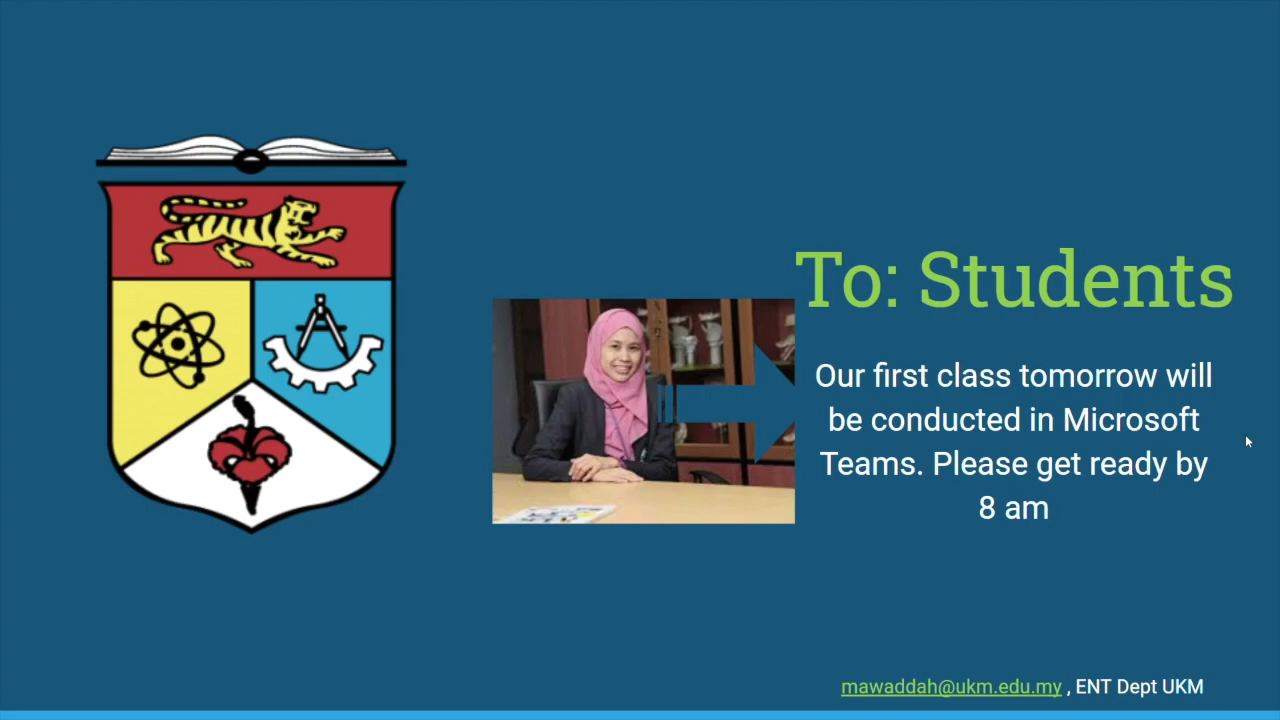 To: Students
Our first class tomorrow will
be conducted in Microsoft
Teams. Please get ready by
8 am
mawaddah@ukm.edu.my , ENT Dept UKM